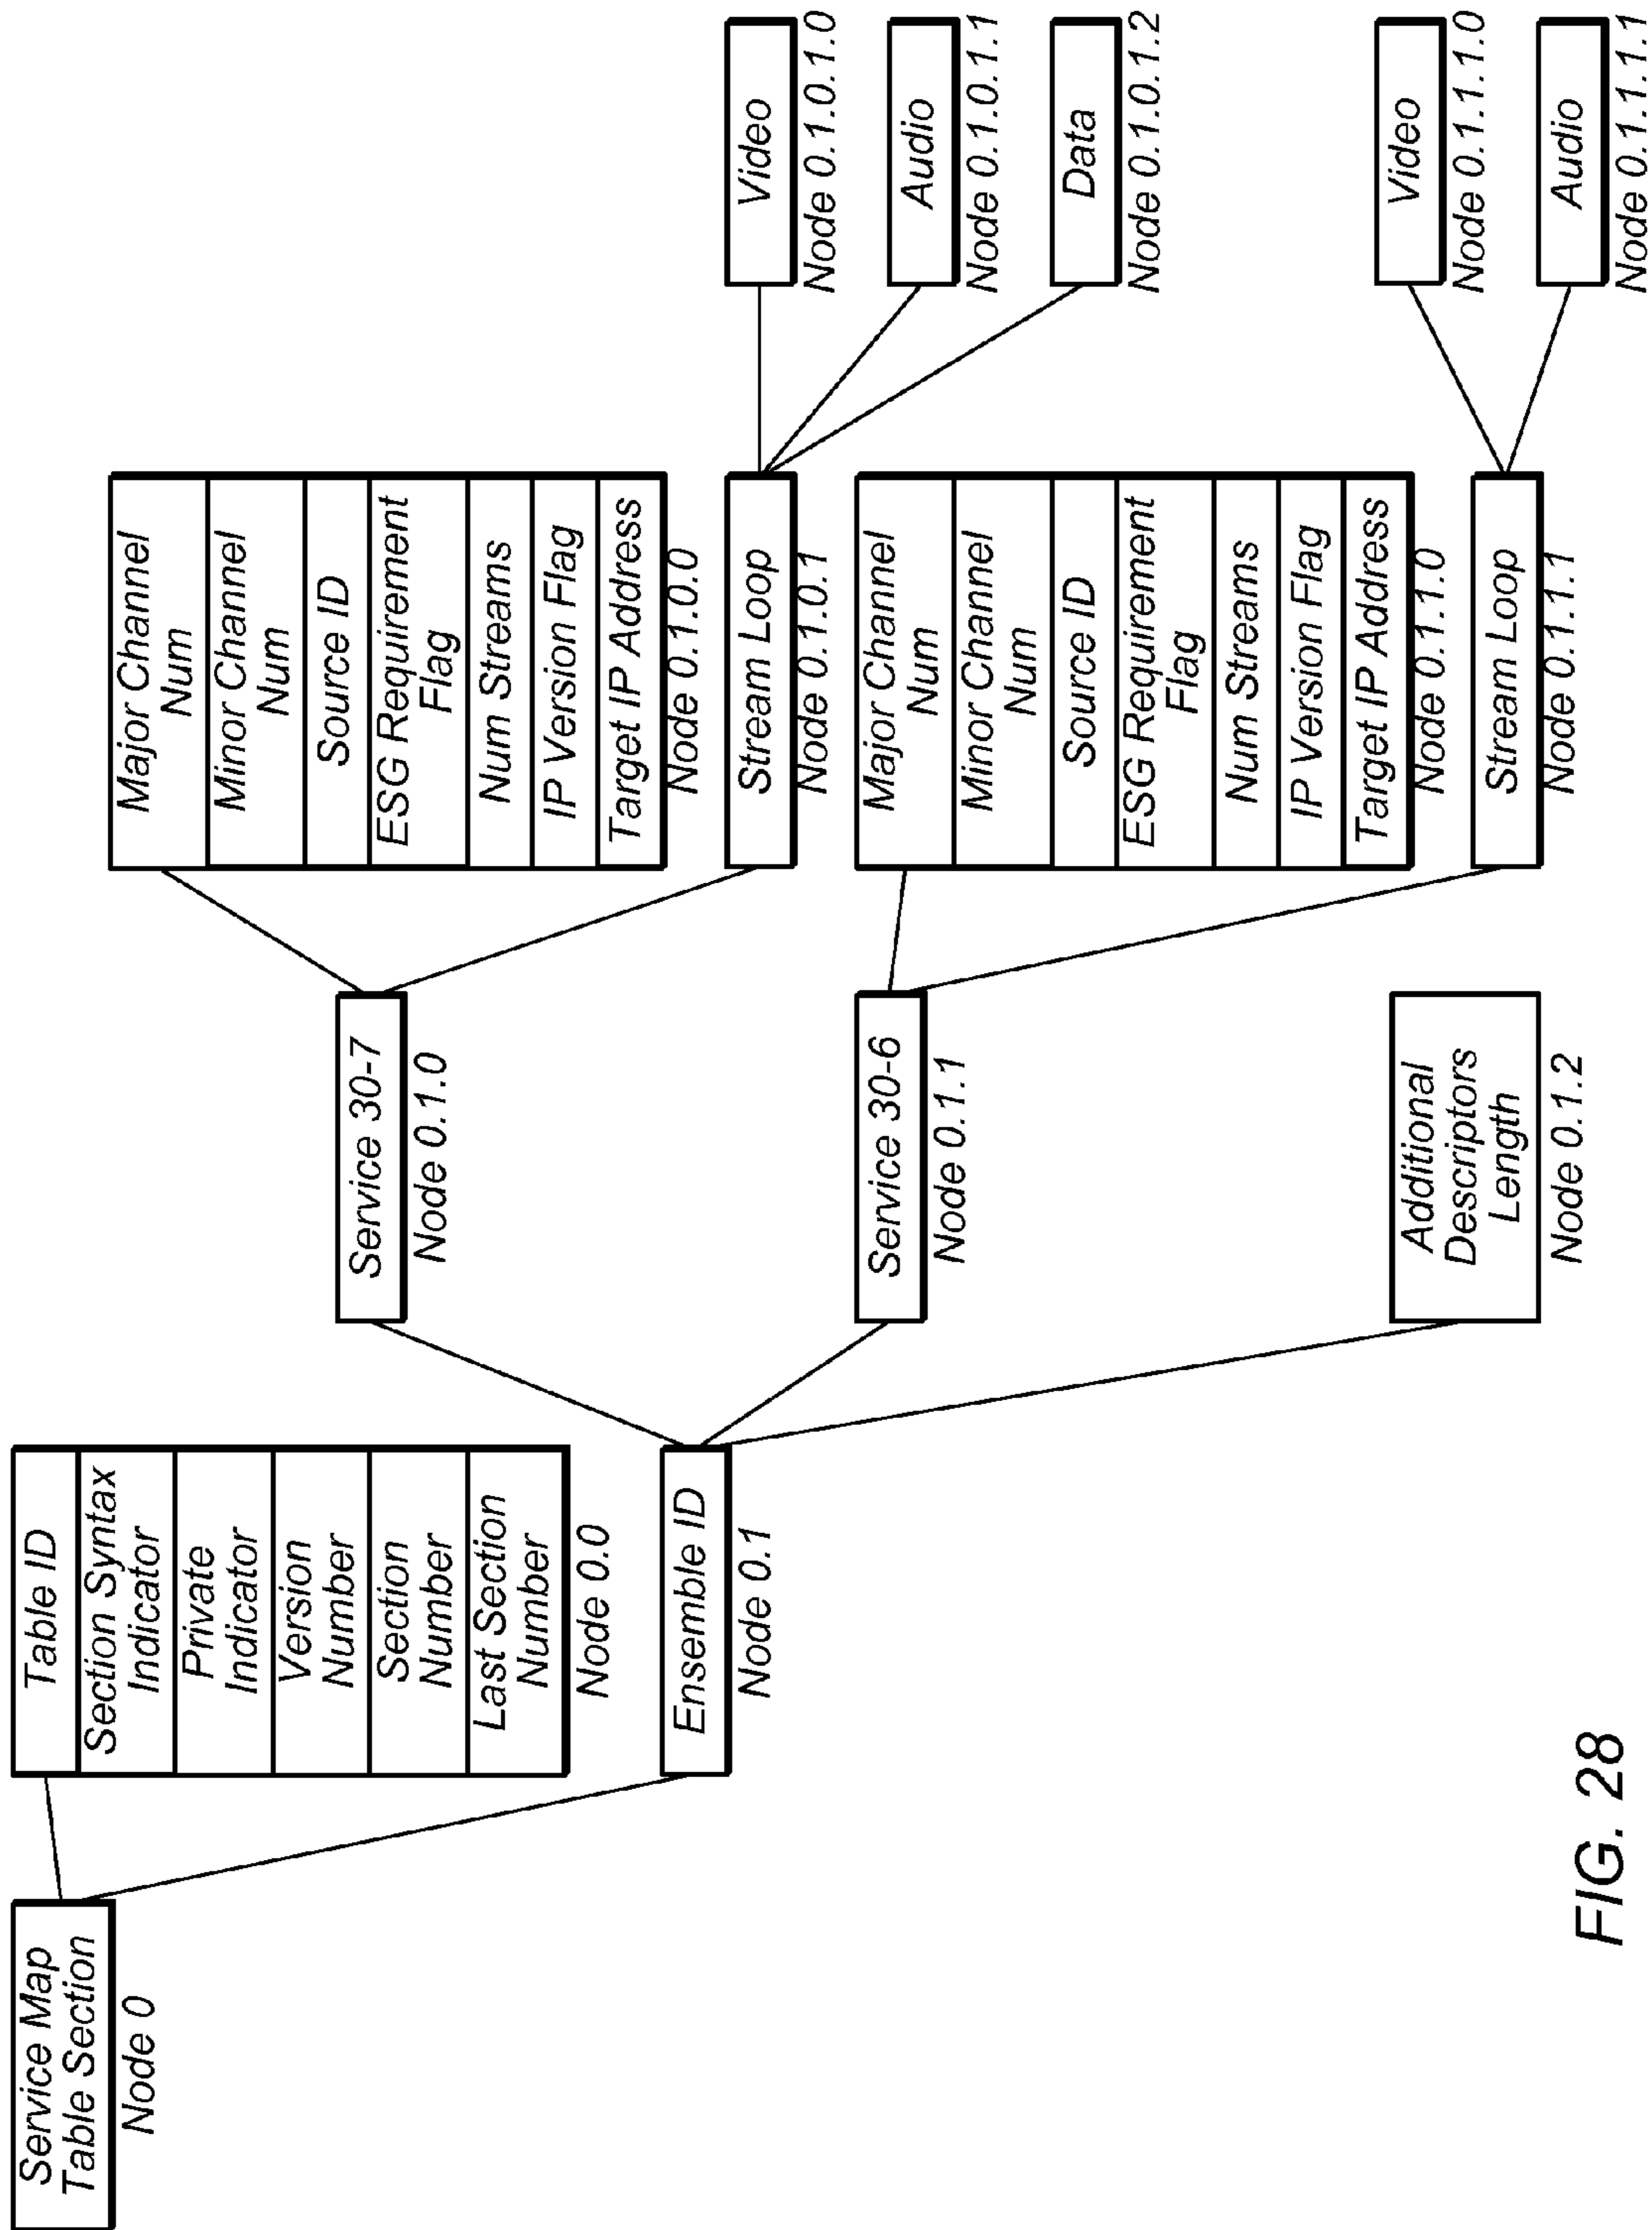 Service Map
Table Section
Node 0
Table ID
Section Syntax
Indicator
Private
Indicator
Version
Number
Section
Number
Last Section
Number
Node 0.0
Ensemble ID
Node 0.1
Service 30-7
Node 0.1.0
Service 30-6
Node 0.1.1
Additional
Descriptors
Length
Node 0.1.2
Major Channel
Num
Minor Channel
Num
Source ID
ESG Requirement
Flag
Num Streams
IP Version Flag
Target IP Address
Node 0.1.0.0
Stream Loop
Node 0.1.0.1
Major Channel
Num
Minor Channel
Num
Source ID
ESG Requirement
Flag
Num Streams
IP Version Flag
Target IP Address
Node 0.1.1.0
Stream Loop
Node 0.1.1.1
Video
Node 0.1.0.1.0
Audio
Node 0.1.0.1.1
Data
Node 0.1.0.1.2
Video
Node 0.1.1.1.0
Audio
Node 0.1.1.1.1
FIG. 28